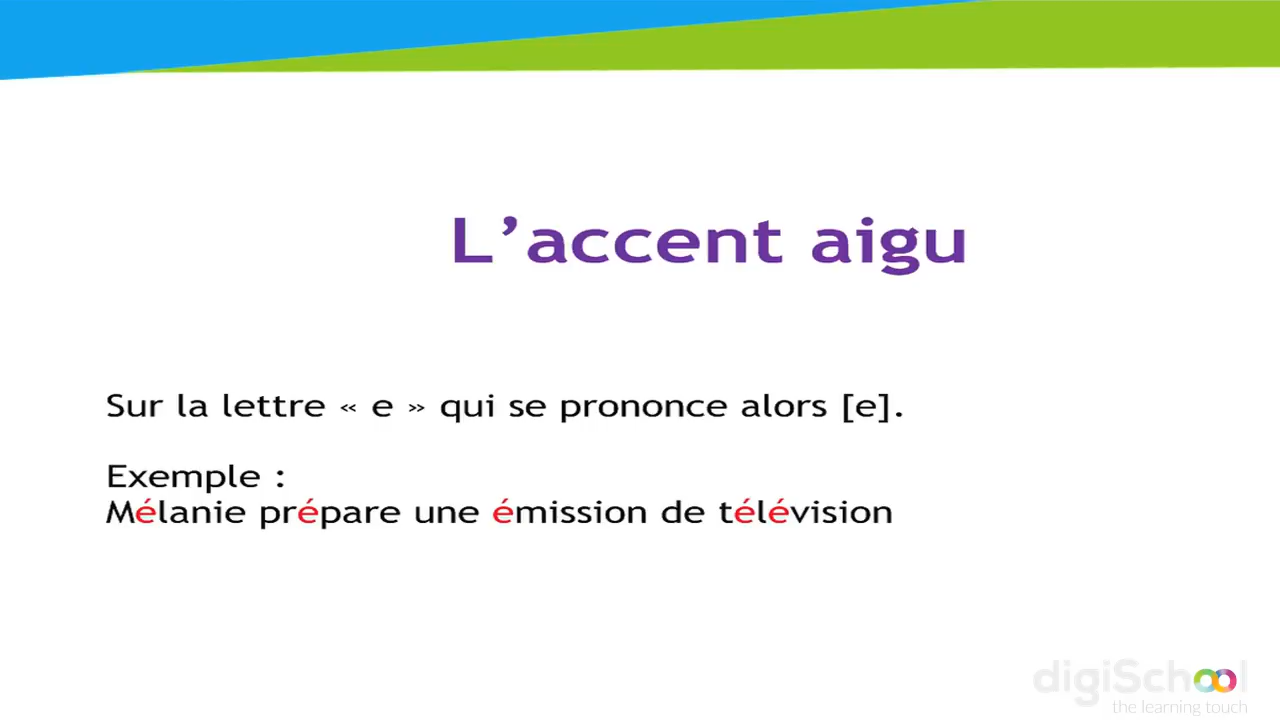 L’accent aigu
Sur la lettre « e » qui se prononce alors [e].
Exemple :
Mélanie prépare une émission de télévision
digiSchool
the learning touch